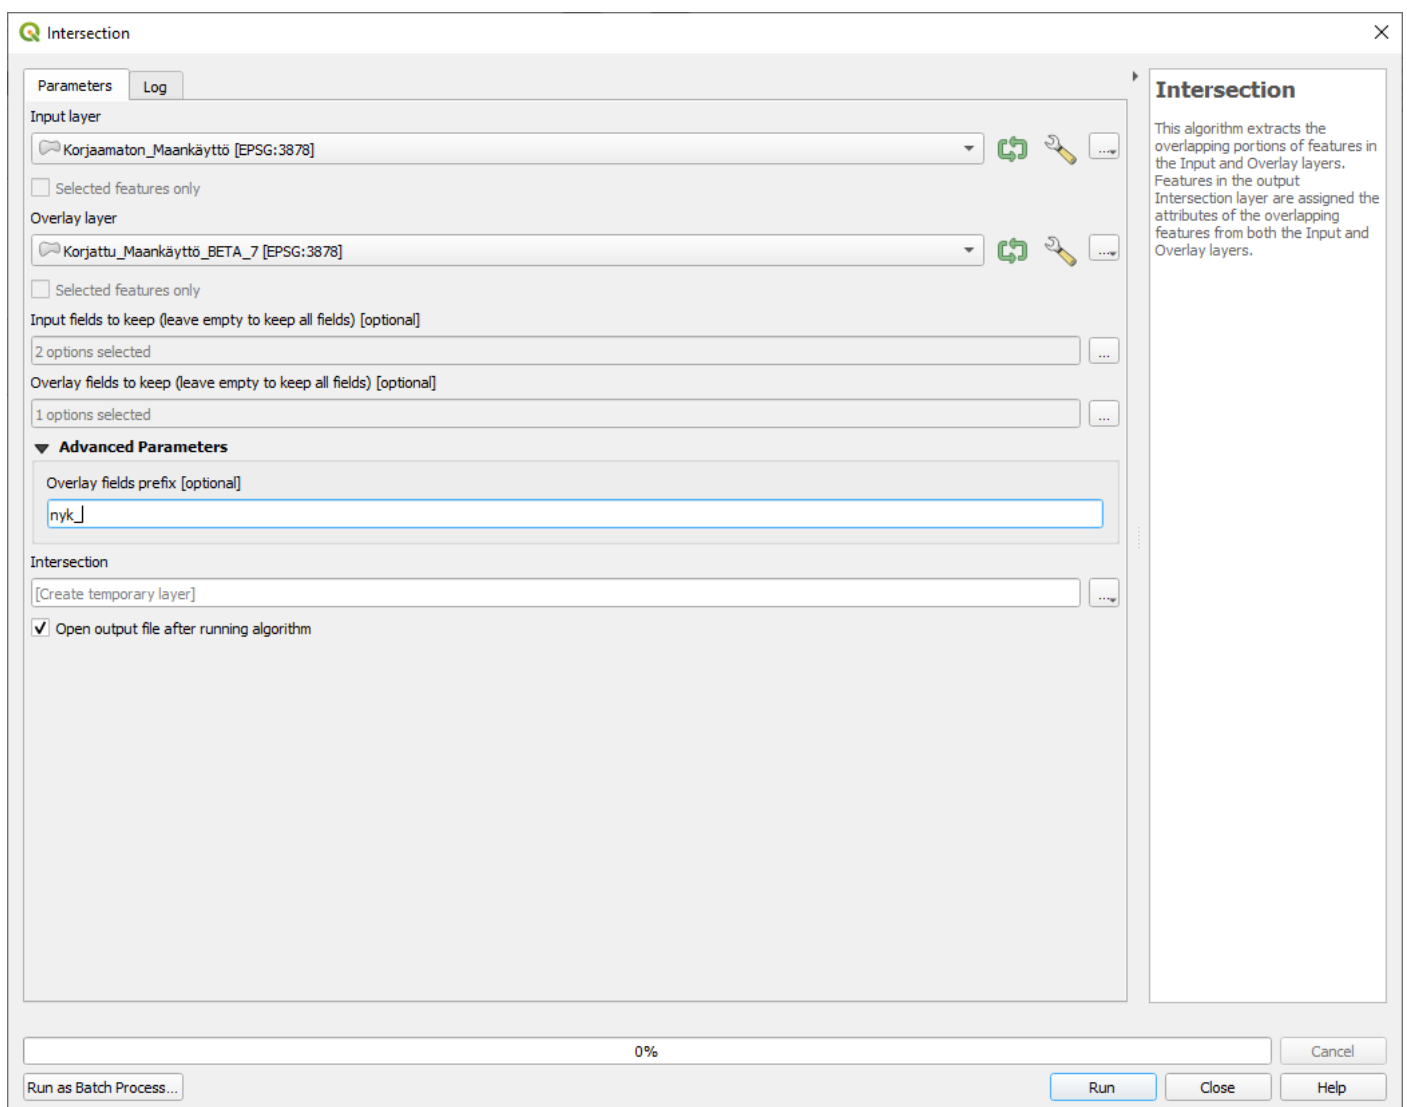 Intersection
Parameters
Log
Input layer
Korjaamaton_Maankäyttö [EPSG:3878]
...
Selected features only
Overlay layer
Korjattu_Maankäyttö_BETA_7 [EPSG:3878]
...
Selected features only
Input fields to keep (leave empty to keep all fields) [optional]
2 options selected
...
Overlay fields to keep (leave empty to keep all fields) [optional]
1 options selected
...
Advanced Parameters
Overlay fields prefix [optional]
nyk_
Intersection
[Create temporary layer]
...
Open output file after running algorithm
Intersection
This algorithm extracts the
overlapping portions of features in
the Input and Overlay layers.
Features in the output
Intersection layer are assigned the
attributes of the overlapping
features from both the Input and
Overlay layers.
0%
Cancel
Run as Batch Process...
Run
Close
Help